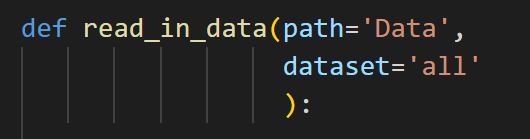 def read_in_data(path='Data',
dataset='all'
):